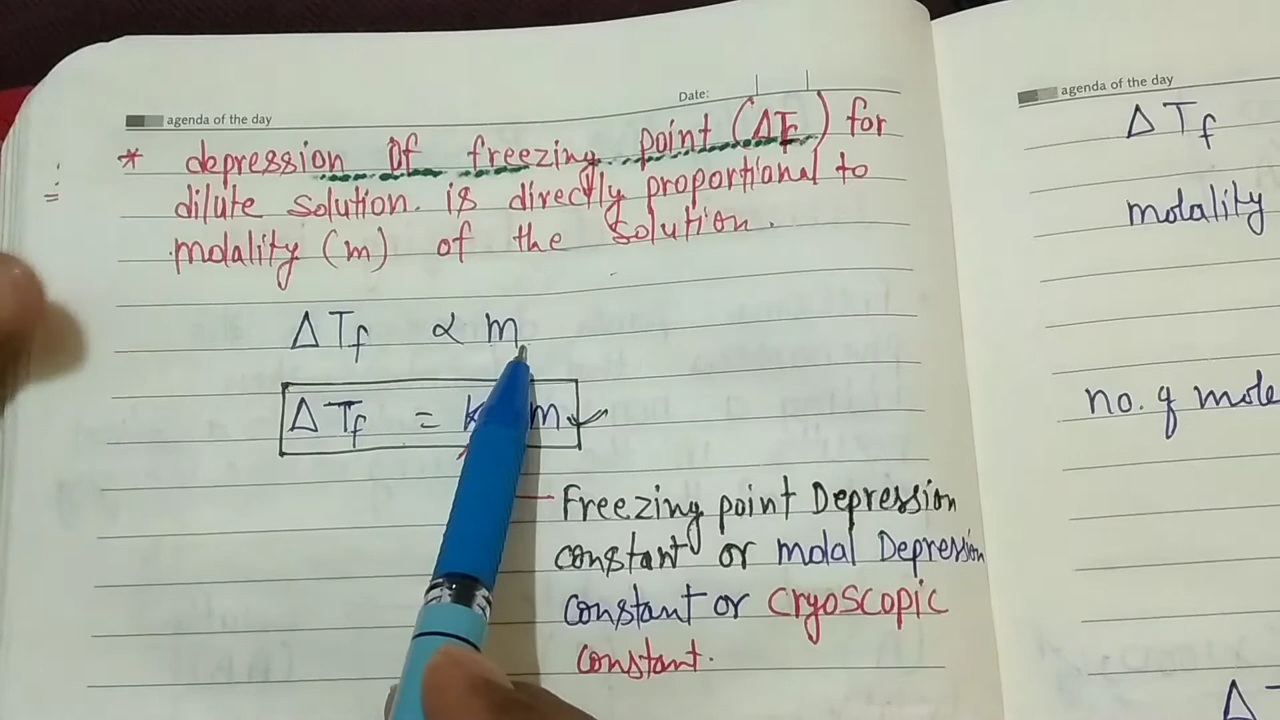 Date:
agenda of the day
* depression of freezing point (ΔTf) for
dilute solution. is directly proportional to
molality (m) of the solution.
ΔTf ∝ m
ΔTf = k m
Freezing point Depression
constant or molal Depression
constant or cryoscopic
constant.
agenda of the day
ΔTf
molality
no. of mole
Δ